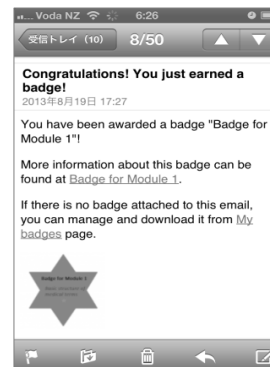 Voda NZ 6:26
受信トレイ (10) 8/50
Congratulations! You just earned a
badge!
2013年8月19日 17:27
You have been awarded a badge "Badge for
Module 1"!
More information about this badge can be
found at Badge for Module 1.
If there is no badge attached to this email,
you can manage and download it from My
badges page.
Badge for Module 1